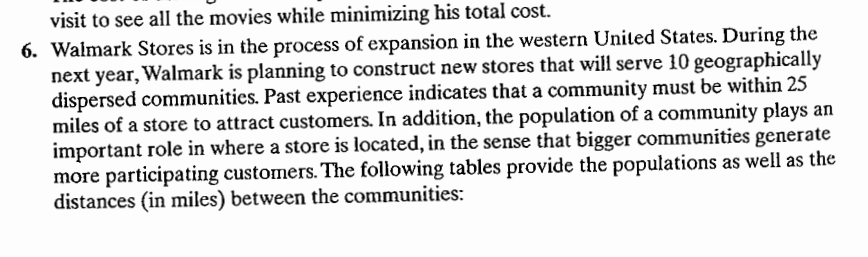 visit to see all the movies while minimizing his total cost.
6. Walmark Stores is in the process of expansion in the western United States. During the
next year, Walmark is planning to construct new stores that will serve 10 geographically
dispersed communities. Past experience indicates that a community must be within 25
miles of a store to attract customers. In addition, the population of a community plays an
important role in where a store is located, in the sense that bigger communities generate
more participating customers. The following tables provide the populations as well as the
distances (in miles) between the communities: